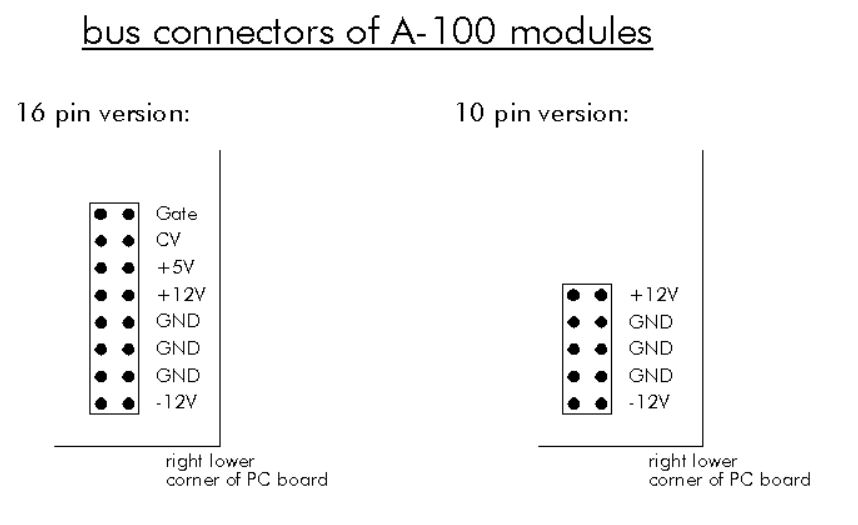 bus connectors of A-100 modules
16 pin version:
Gate
CV
+5V
+12V
GND
GND
GND
-12V
right lower
corner of PC board
10 pin version:
+12V
GND
GND
GND
-12V
right lower
corner of PC board